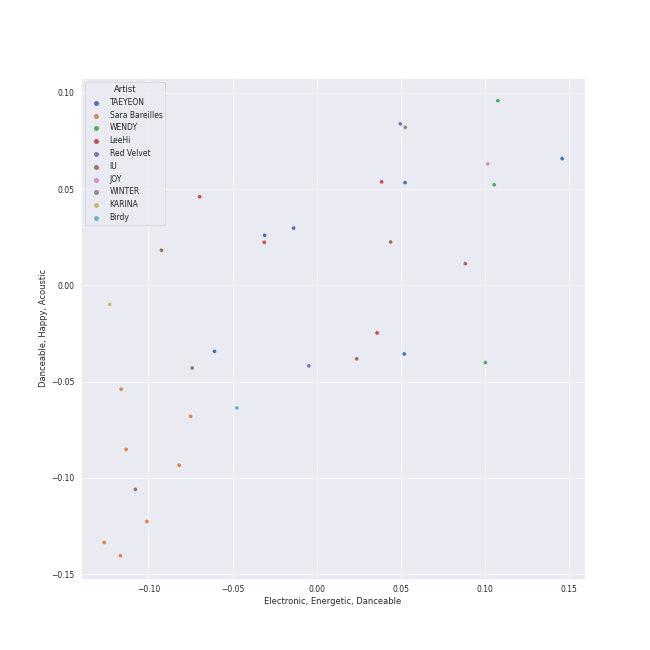 Artist
TAEYEON
Sara Bareilles
WENDY
LeeHi
Red Velvet
IU
JOY
WINTER
KARINA
Birdy
0.10
0.05
0.00
−0.05
−0.10
−0.15
Danceable, Happy, Acoustic
−0.10 −0.05 0.00 0.05 0.10 0.15
Electronic, Energetic, Danceable